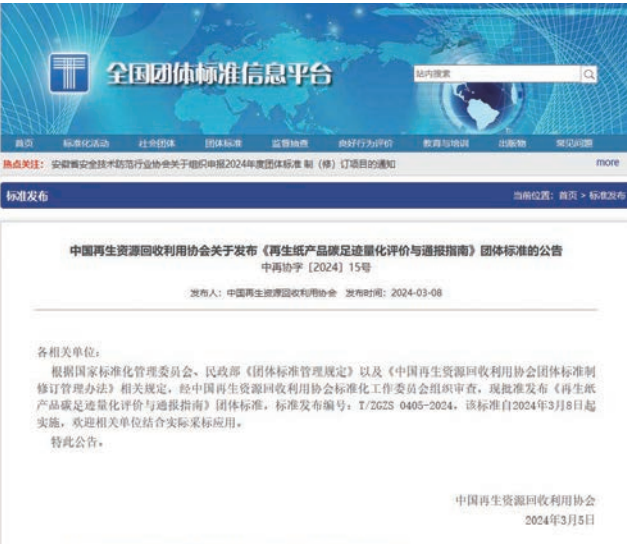 全国团体标准信息平台
站内搜索
首页 标准化活动 社会团体 团体标准 监督抽查 良好行为评价 教育与培训 出版物 常见问题
热点关注: 安徽省安全技术防范行业协会关于组织申报2024年度团体标准 制（修）订项目的通知 more
标准发布 当前位置: 首页 > 标准发布
中国再生资源回收利用协会关于发布《再生纸产品碳足迹量化评价与通报指南》团体标准的公告
中再协字［2024］15号
发布人: 中国再生资源回收利用协会 发布时间: 2024-03-08
各相关单位:
根据国家标准化管理委员会、民政部《团体标准管理规定》以及《中国再生资源回收利用协会团体标准制
修订管理办法》相关规定，经中国再生资源回收利用协会标准化工作委员会组织审查，现批准发布《再生纸
产品碳足迹量化评价与通报指南》团体标准，标准发布编号: T/ZGZS 0405-2024，该标准自2024年3月8日起
实施，欢迎相关单位结合实际采标应用。
特此公告。
中国再生资源回收利用协会
2024年3月5日